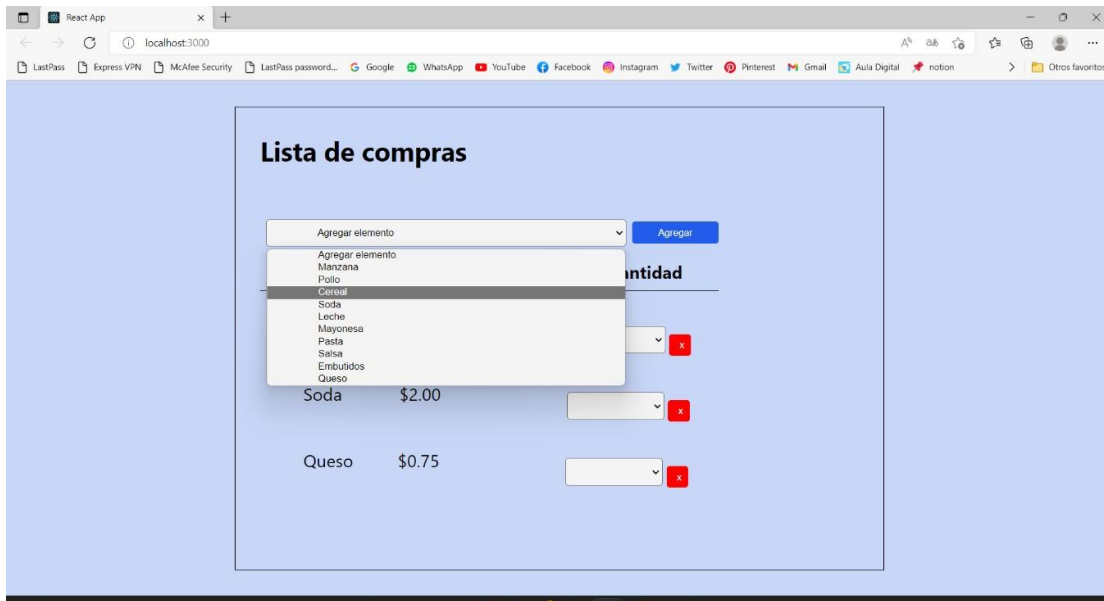 React App
localhost:3000
LastPass Express VPN McAfee Security LastPass password... Google WhatsApp YouTube Facebook Instagram Twitter Pinterest Gmail Aula Digital notion Otros favoritos
Lista de compras
Agregar elemento Agregar
Agregar elemento
Manzana
Pollo
Cereal
Soda
Leche
Mayonesa
Pasta
Salsa
Embutidos
Queso
antidad
x
Soda $2.00 x
Queso $0.75 x